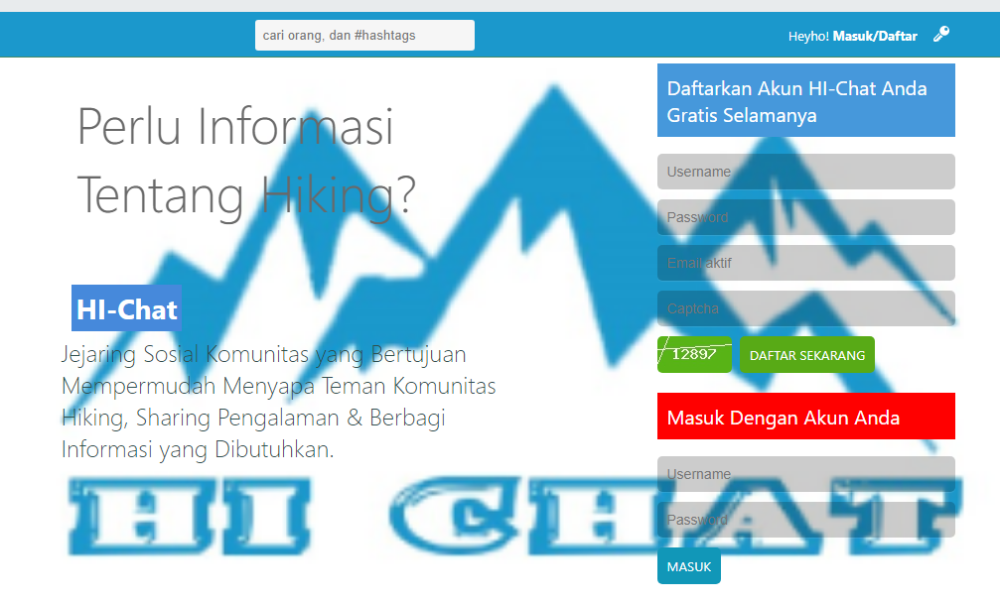 cari orang, dan #hashtags
Heyho! Masuk/Daftar
Perlu Informasi
Tentang Hiking?
HI-Chat
Jejaring Sosial Komunitas yang Bertujuan
Mempermudah Menyapa Teman Komunitas
Hiking, Sharing Pengalaman & Berbagi
Informasi yang Dibutuhkan.
HI CHAT
Daftarkan Akun HI-Chat Anda
Gratis Selamanya
Username
Password
Email aktif
Captcha
12897
DAFTAR SEKARANG
Masuk Dengan Akun Anda
Username
Password
MASUK